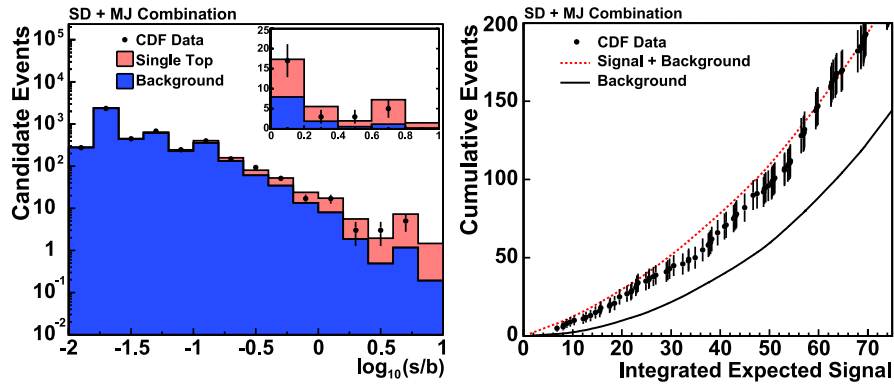 SD + MJ Combination
Candidate Events
10^5
10^4
10^3
10^2
10
1
10^-1
10^-2
-2 -1.5 -1 -0.5 0 0.5 1
log10(s/b)
CDF Data
Single Top
Background
25
20
15
10
5
0
0 0.2 0.4 0.6 0.8 1
SD + MJ Combination
Cumulative Events
200
150
100
50
0
0 10 20 30 40 50 60 70
Integrated Expected Signal
CDF Data
Signal + Background
Background